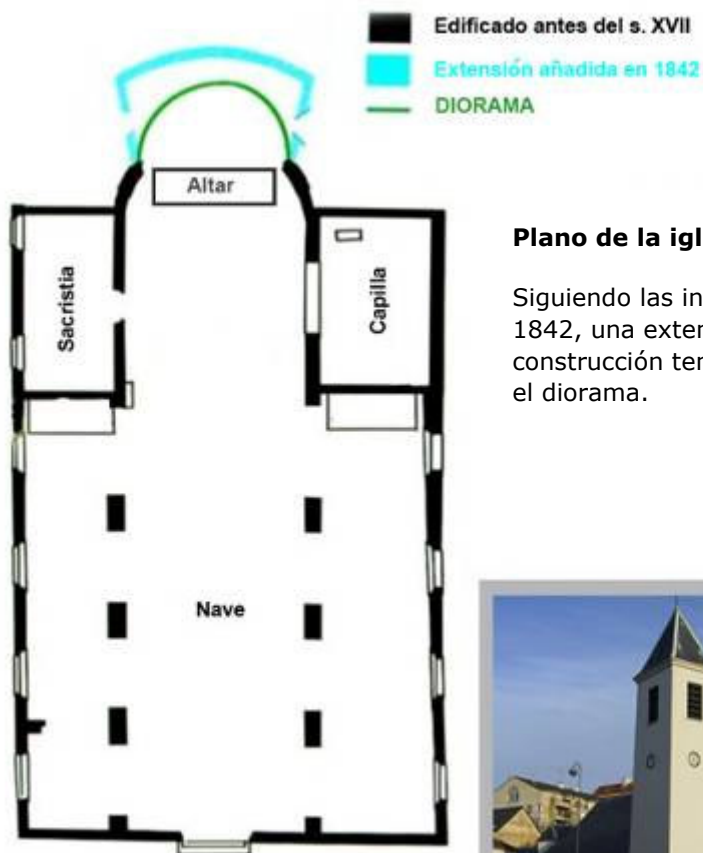 Edificado antes del s. XVII
Extensión añadida en 1842
DIORAMA
Altar
Sacristia
Capilla
Nave
Plano de la igl
Siguiendo las in
1842, una exten
construcción ten
el diorama.